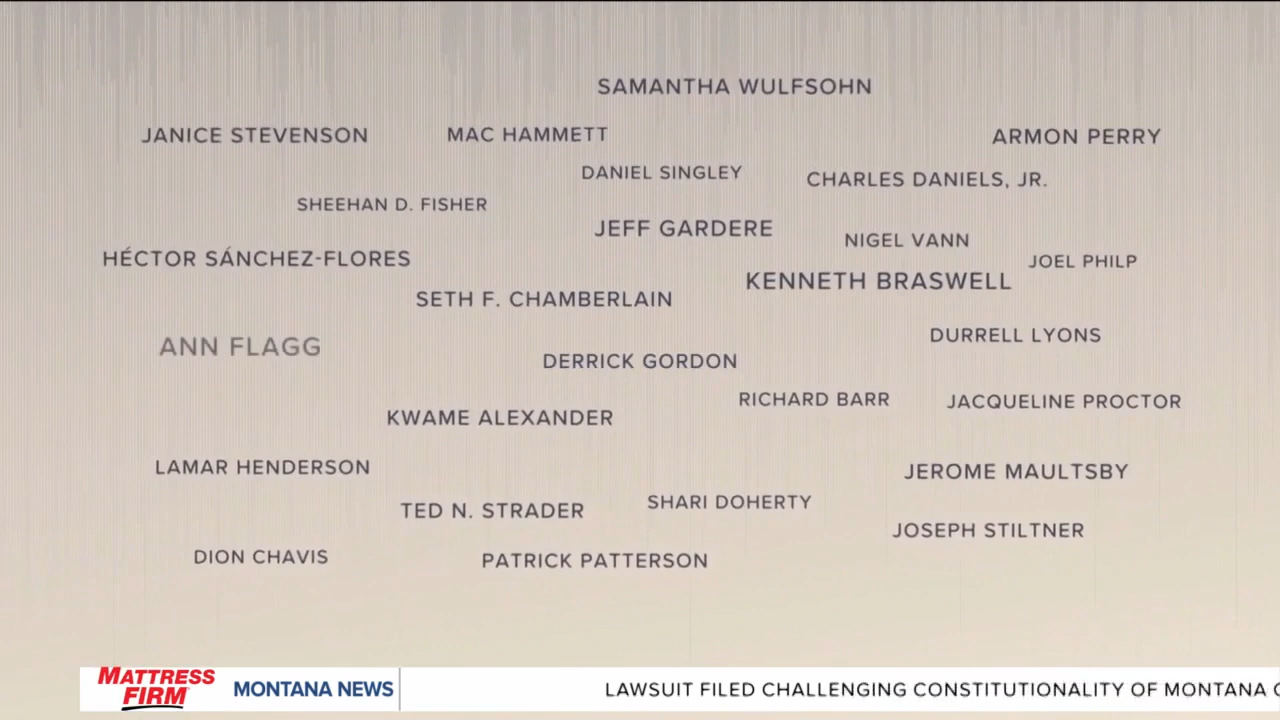 SAMANTHA WULFSOHN
JANICE STEVENSON
MAC HAMMETT
ARMON PERRY
DANIEL SINGLEY
CHARLES DANIELS, JR.
SHEEHAN D. FISHER
JEFF GARDERE
NIGEL VANN
HÉCTOR SÁNCHEZ-FLORES
JOEL PHILP
KENNETH BRASWELL
SETH F. CHAMBERLAIN
DURRELL LYONS
ANN FLAGG
DERRICK GORDON
RICHARD BARR
JACQUELINE PROCTOR
KWAME ALEXANDER
LAMAR HENDERSON
JEROME MAULTSBY
SHARI DOHERTY
TED N. STRADER
JOSEPH STILTNER
DION CHAVIS
PATRICK PATTERSON
MATTRESS
FIRM
MONTANA NEWS
LAWSUIT FILED CHALLENGING CONSTITUTIONALITY OF MONTANA